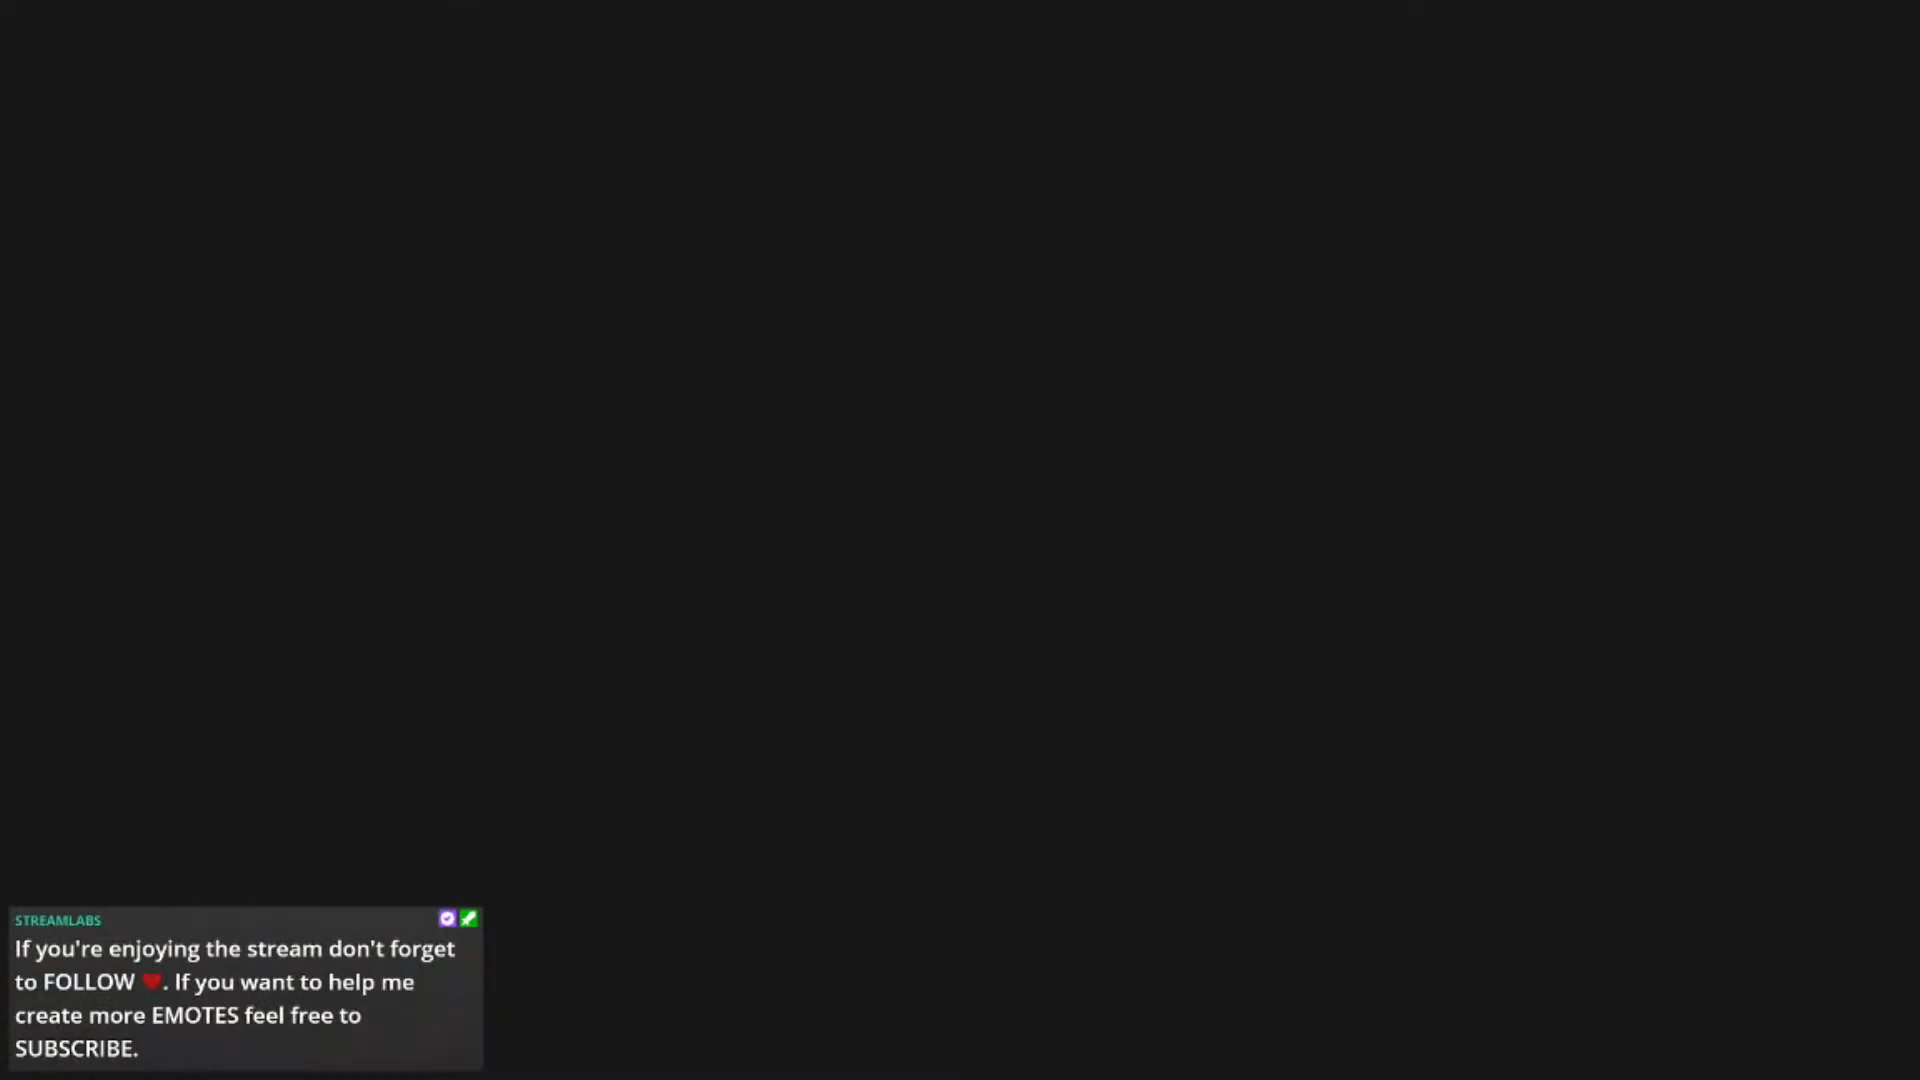 STREAMLABS
If you're enjoying the stream don't forget
to FOLLOW ♥. If you want to help me
create more EMOTES feel free to
SUBSCRIBE.